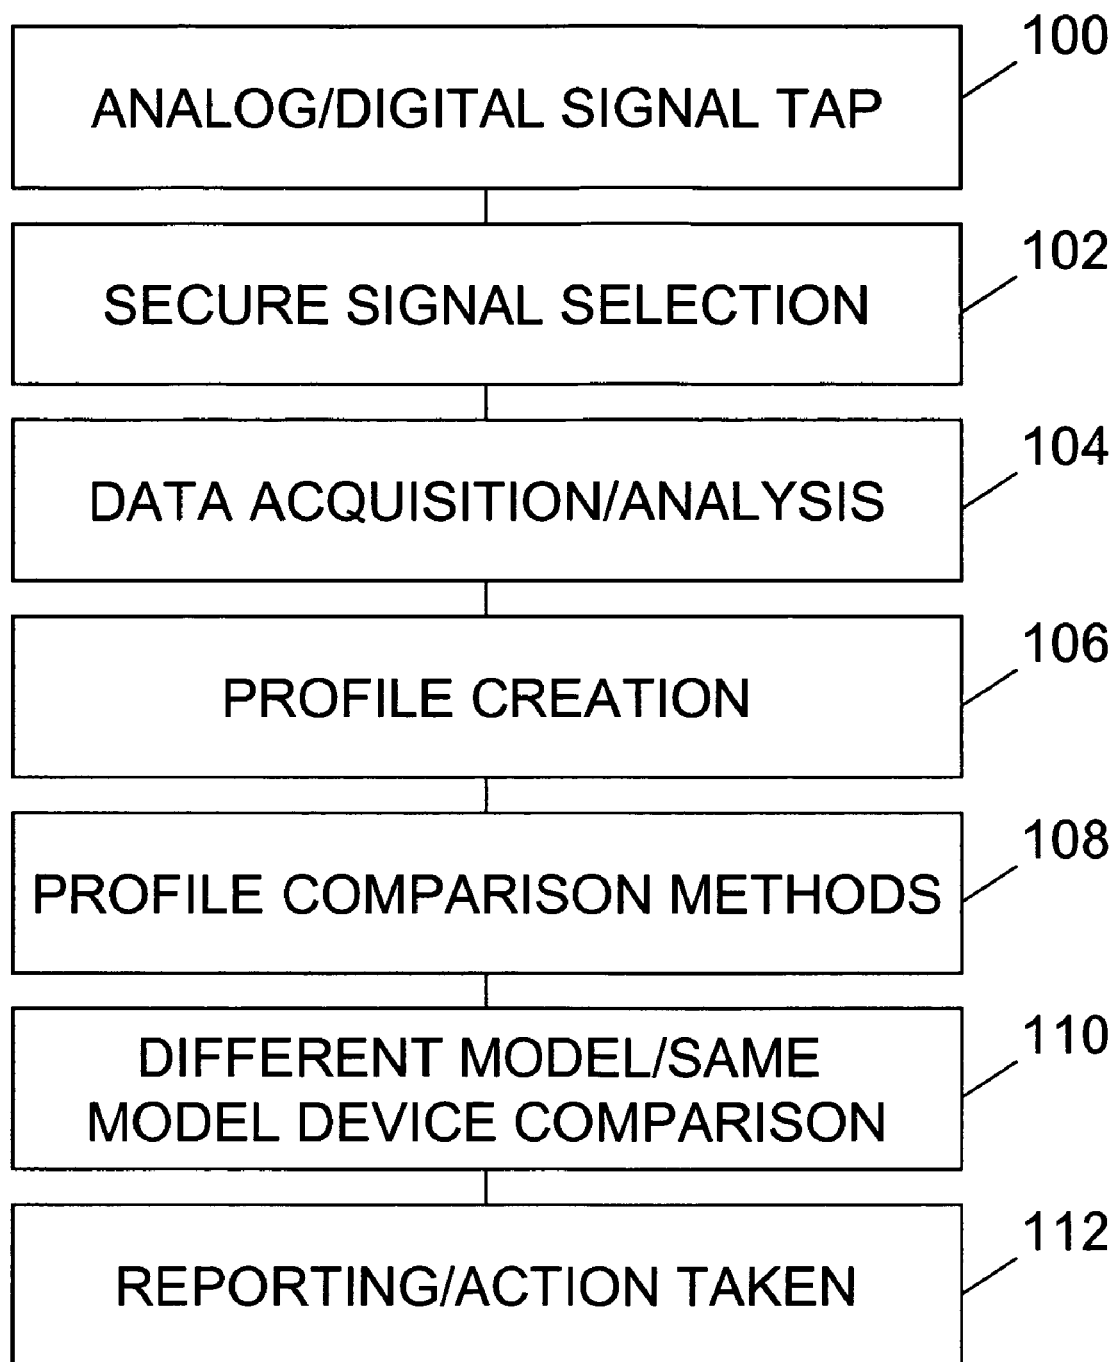 100
ANALOG/DIGITAL SIGNAL TAP
102
SECURE SIGNAL SELECTION
104
DATA ACQUISITION/ANALYSIS
106
PROFILE CREATION
108
PROFILE COMPARISON METHODS
110
DIFFERENT MODEL/SAME
MODEL DEVICE COMPARISON
112
REPORTING/ACTION TAKEN